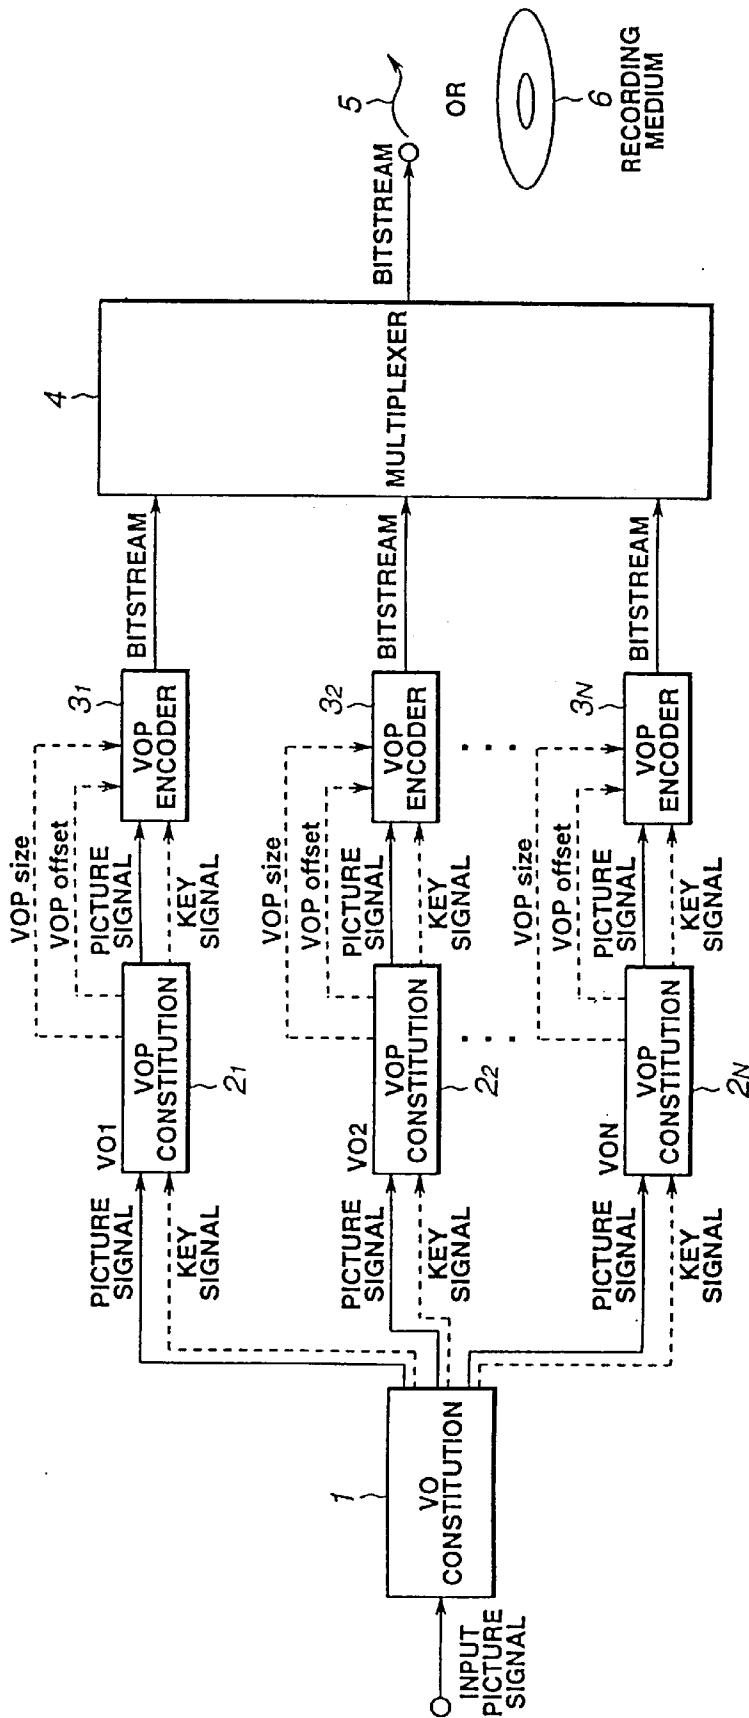 INPUT
PICTURE
SIGNAL
1
VO
CONSTITUTION
PICTURE
SIGNAL
KEY
SIGNAL
VO1
VOP
CONSTITUTION
21
VOP size
VOP offset
PICTURE
SIGNAL
KEY
SIGNAL
31
VOP
ENCODER
BITSTREAM
PICTURE
SIGNAL
KEY
SIGNAL
VO2
VOP
CONSTITUTION
22
VOP size
VOP offset
PICTURE
SIGNAL
KEY
SIGNAL
32
VOP
ENCODER
BITSTREAM
. . .
. . .
PICTURE
SIGNAL
KEY
SIGNAL
VON
VOP
CONSTITUTION
2N
VOP size
VOP offset
PICTURE
SIGNAL
KEY
SIGNAL
3N
VOP
ENCODER
BITSTREAM
4
MULTIPLEXER
BITSTREAM
5
OR
6
RECORDING
MEDIUM